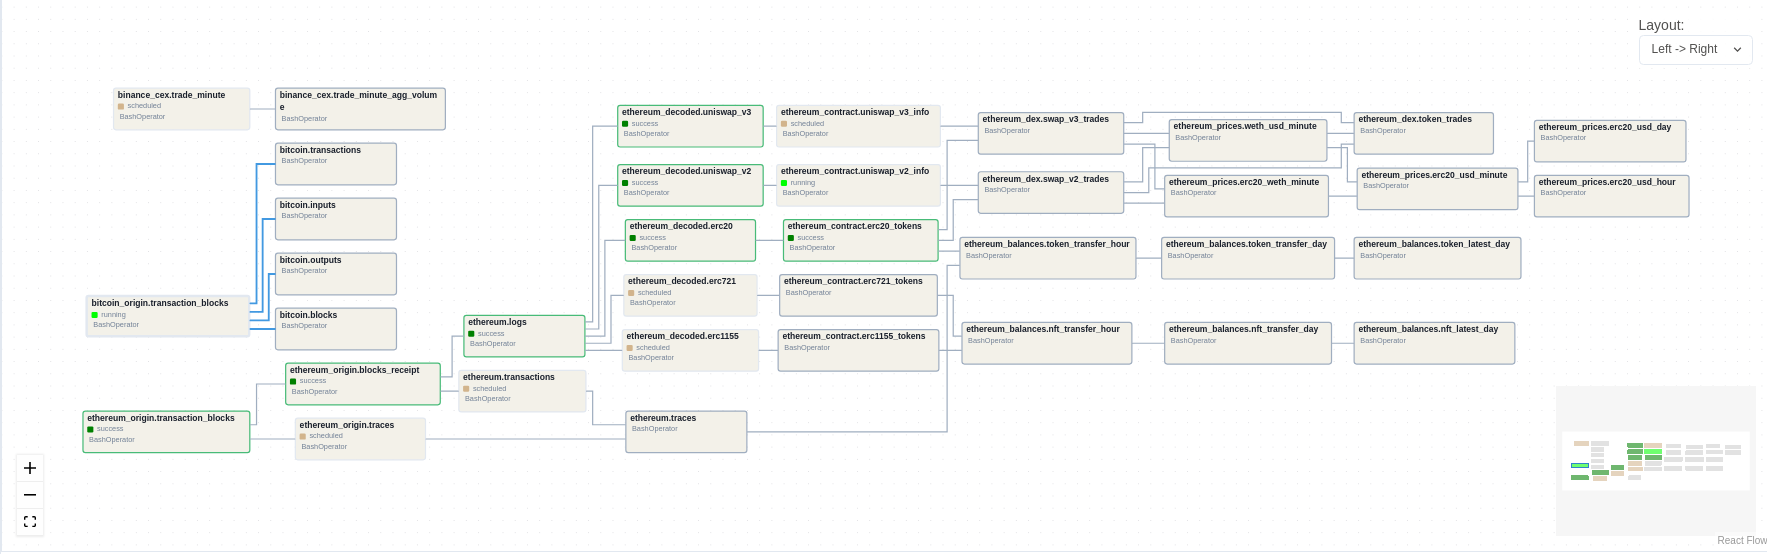 Layout:
Left -> Right
binance_cex.trade_minute
scheduled
BashOperator
binance_cex.trade_minute_agg_volum
e
BashOperator
bitcoin.transactions
BashOperator
bitcoin.inputs
BashOperator
bitcoin.outputs
BashOperator
bitcoin_origin.transaction_blocks
running
BashOperator
bitcoin.blocks
BashOperator
ethereum_origin.blocks_receipt
success
BashOperator
ethereum_origin.transaction_blocks
success
BashOperator
ethereum_origin.traces
scheduled
BashOperator
ethereum.logs
success
BashOperator
ethereum.transactions
scheduled
BashOperator
ethereum_decoded.uniswap_v3
success
BashOperator
ethereum_decoded.uniswap_v2
success
BashOperator
ethereum_decoded.erc20
success
BashOperator
ethereum_decoded.erc721
scheduled
BashOperator
ethereum_decoded.erc1155
scheduled
BashOperator
ethereum.traces
BashOperator
ethereum_contract.uniswap_v3_info
scheduled
BashOperator
ethereum_contract.uniswap_v2_info
running
BashOperator
ethereum_contract.erc20_tokens
success
BashOperator
ethereum_contract.erc721_tokens
BashOperator
ethereum_contract.erc1155_tokens
BashOperator
ethereum_dex.swap_v3_trades
BashOperator
ethereum_dex.swap_v2_trades
BashOperator
ethereum_balances.token_transfer_hour
BashOperator
ethereum_balances.nft_transfer_hour
BashOperator
ethereum_prices.weth_usd_minute
BashOperator
ethereum_prices.erc20_weth_minute
BashOperator
ethereum_balances.token_transfer_day
BashOperator
ethereum_balances.nft_transfer_day
BashOperator
ethereum_dex.token_trades
BashOperator
ethereum_prices.erc20_usd_minute
BashOperator
ethereum_balances.token_latest_day
BashOperator
ethereum_balances.nft_latest_day
BashOperator
ethereum_prices.erc20_usd_day
BashOperator
ethereum_prices.erc20_usd_hour
BashOperator
React Flow